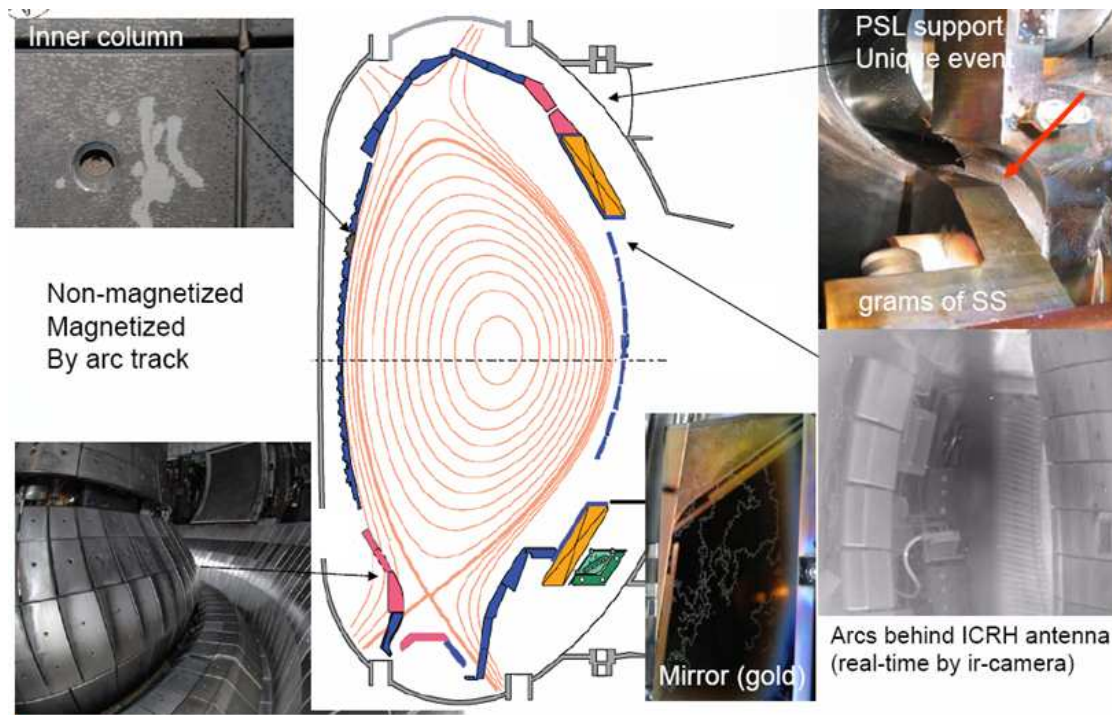 Inner column
PSL support
Unique event
grams of SS
Non-magnetized
Magnetized
By arc track
Mirror (gold)
Arcs behind ICRH antenna
(real-time by ir-camera)